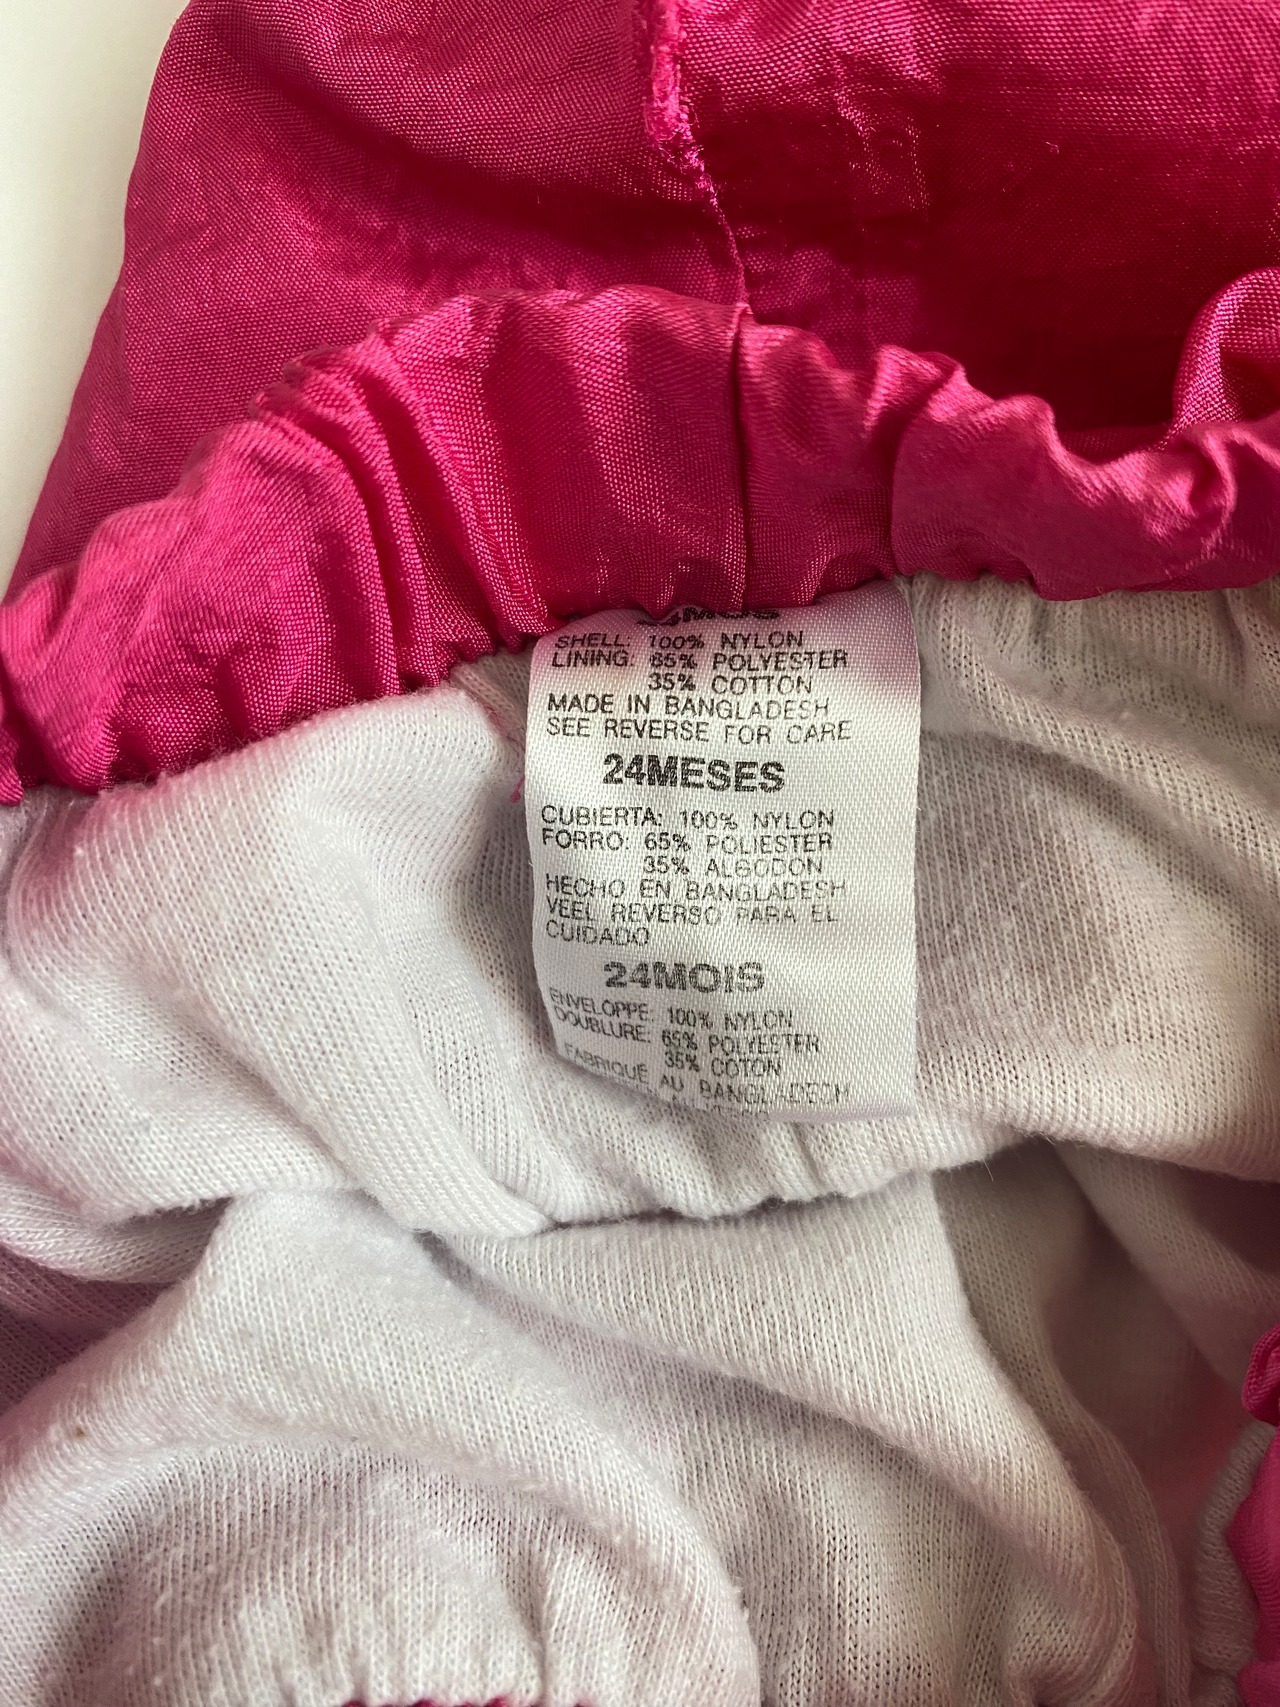 24MOS
SHELL: 100% NYLON
LINING: 65% POLYESTER
35% COTTON
MADE IN BANGLADESH
SEE REVERSE FOR CARE
24MESES
CUBIERTA: 100% NYLON
FORRO: 65% POLIESTER
35% ALGODON
HECHO EN BANGLADESH
VEEL REVERSO PARA EL
CUIDADO
24MOIS
ENVELOPPE: 100% NYLON
DOUBLURE: 65% POLYESTER
35% COTON
FABRIQUE AU BANGLADECH